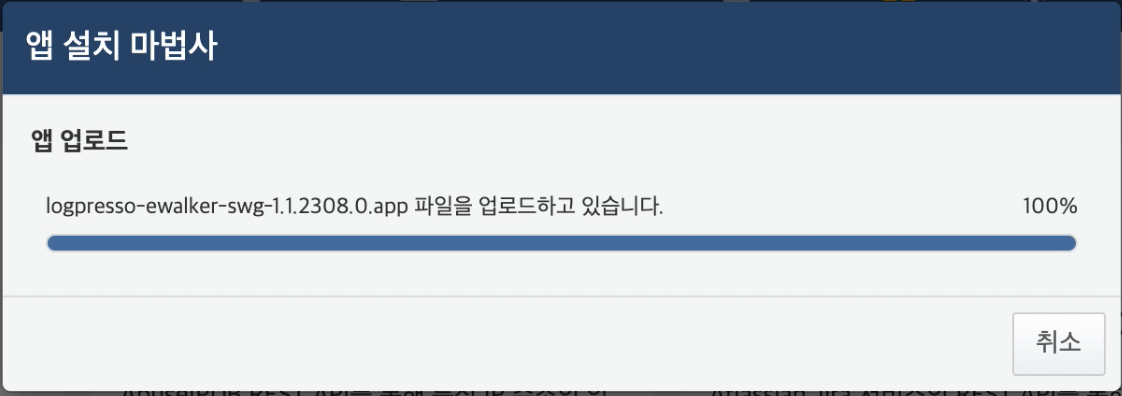 앱 설치 마법사
앱 업로드
logpresso-ewalker-swg-1.1.2308.0.app 파일을 업로드하고 있습니다. 100%
취소